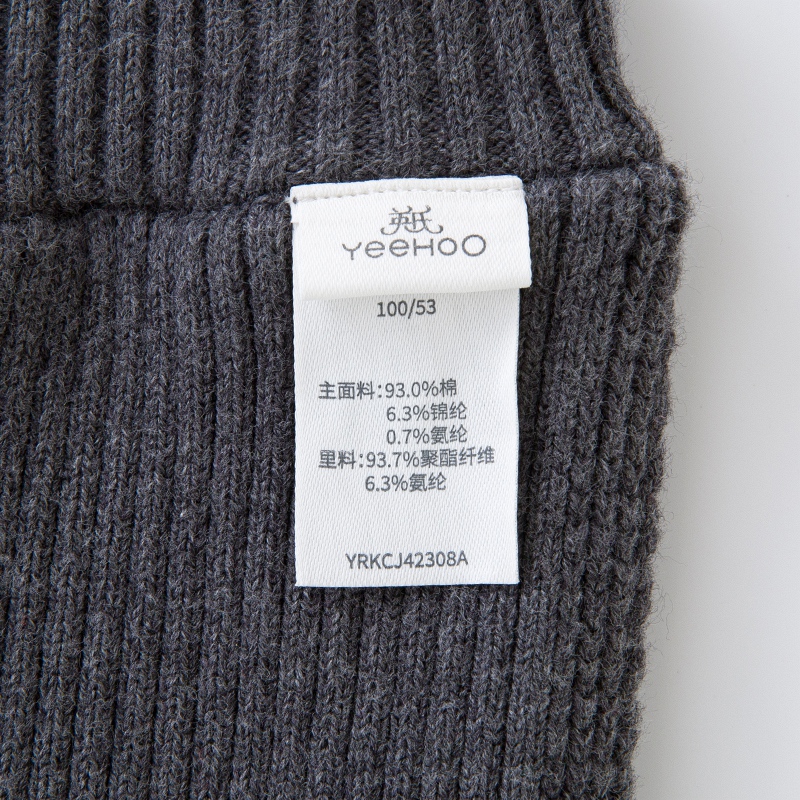 英氏
YeeHoO
100/53
主面料:93.0%棉
6.3%锦纶
0.7%氨纶
里料:93.7%聚酯纤维
6.3%氨纶
YRKCJ42308A